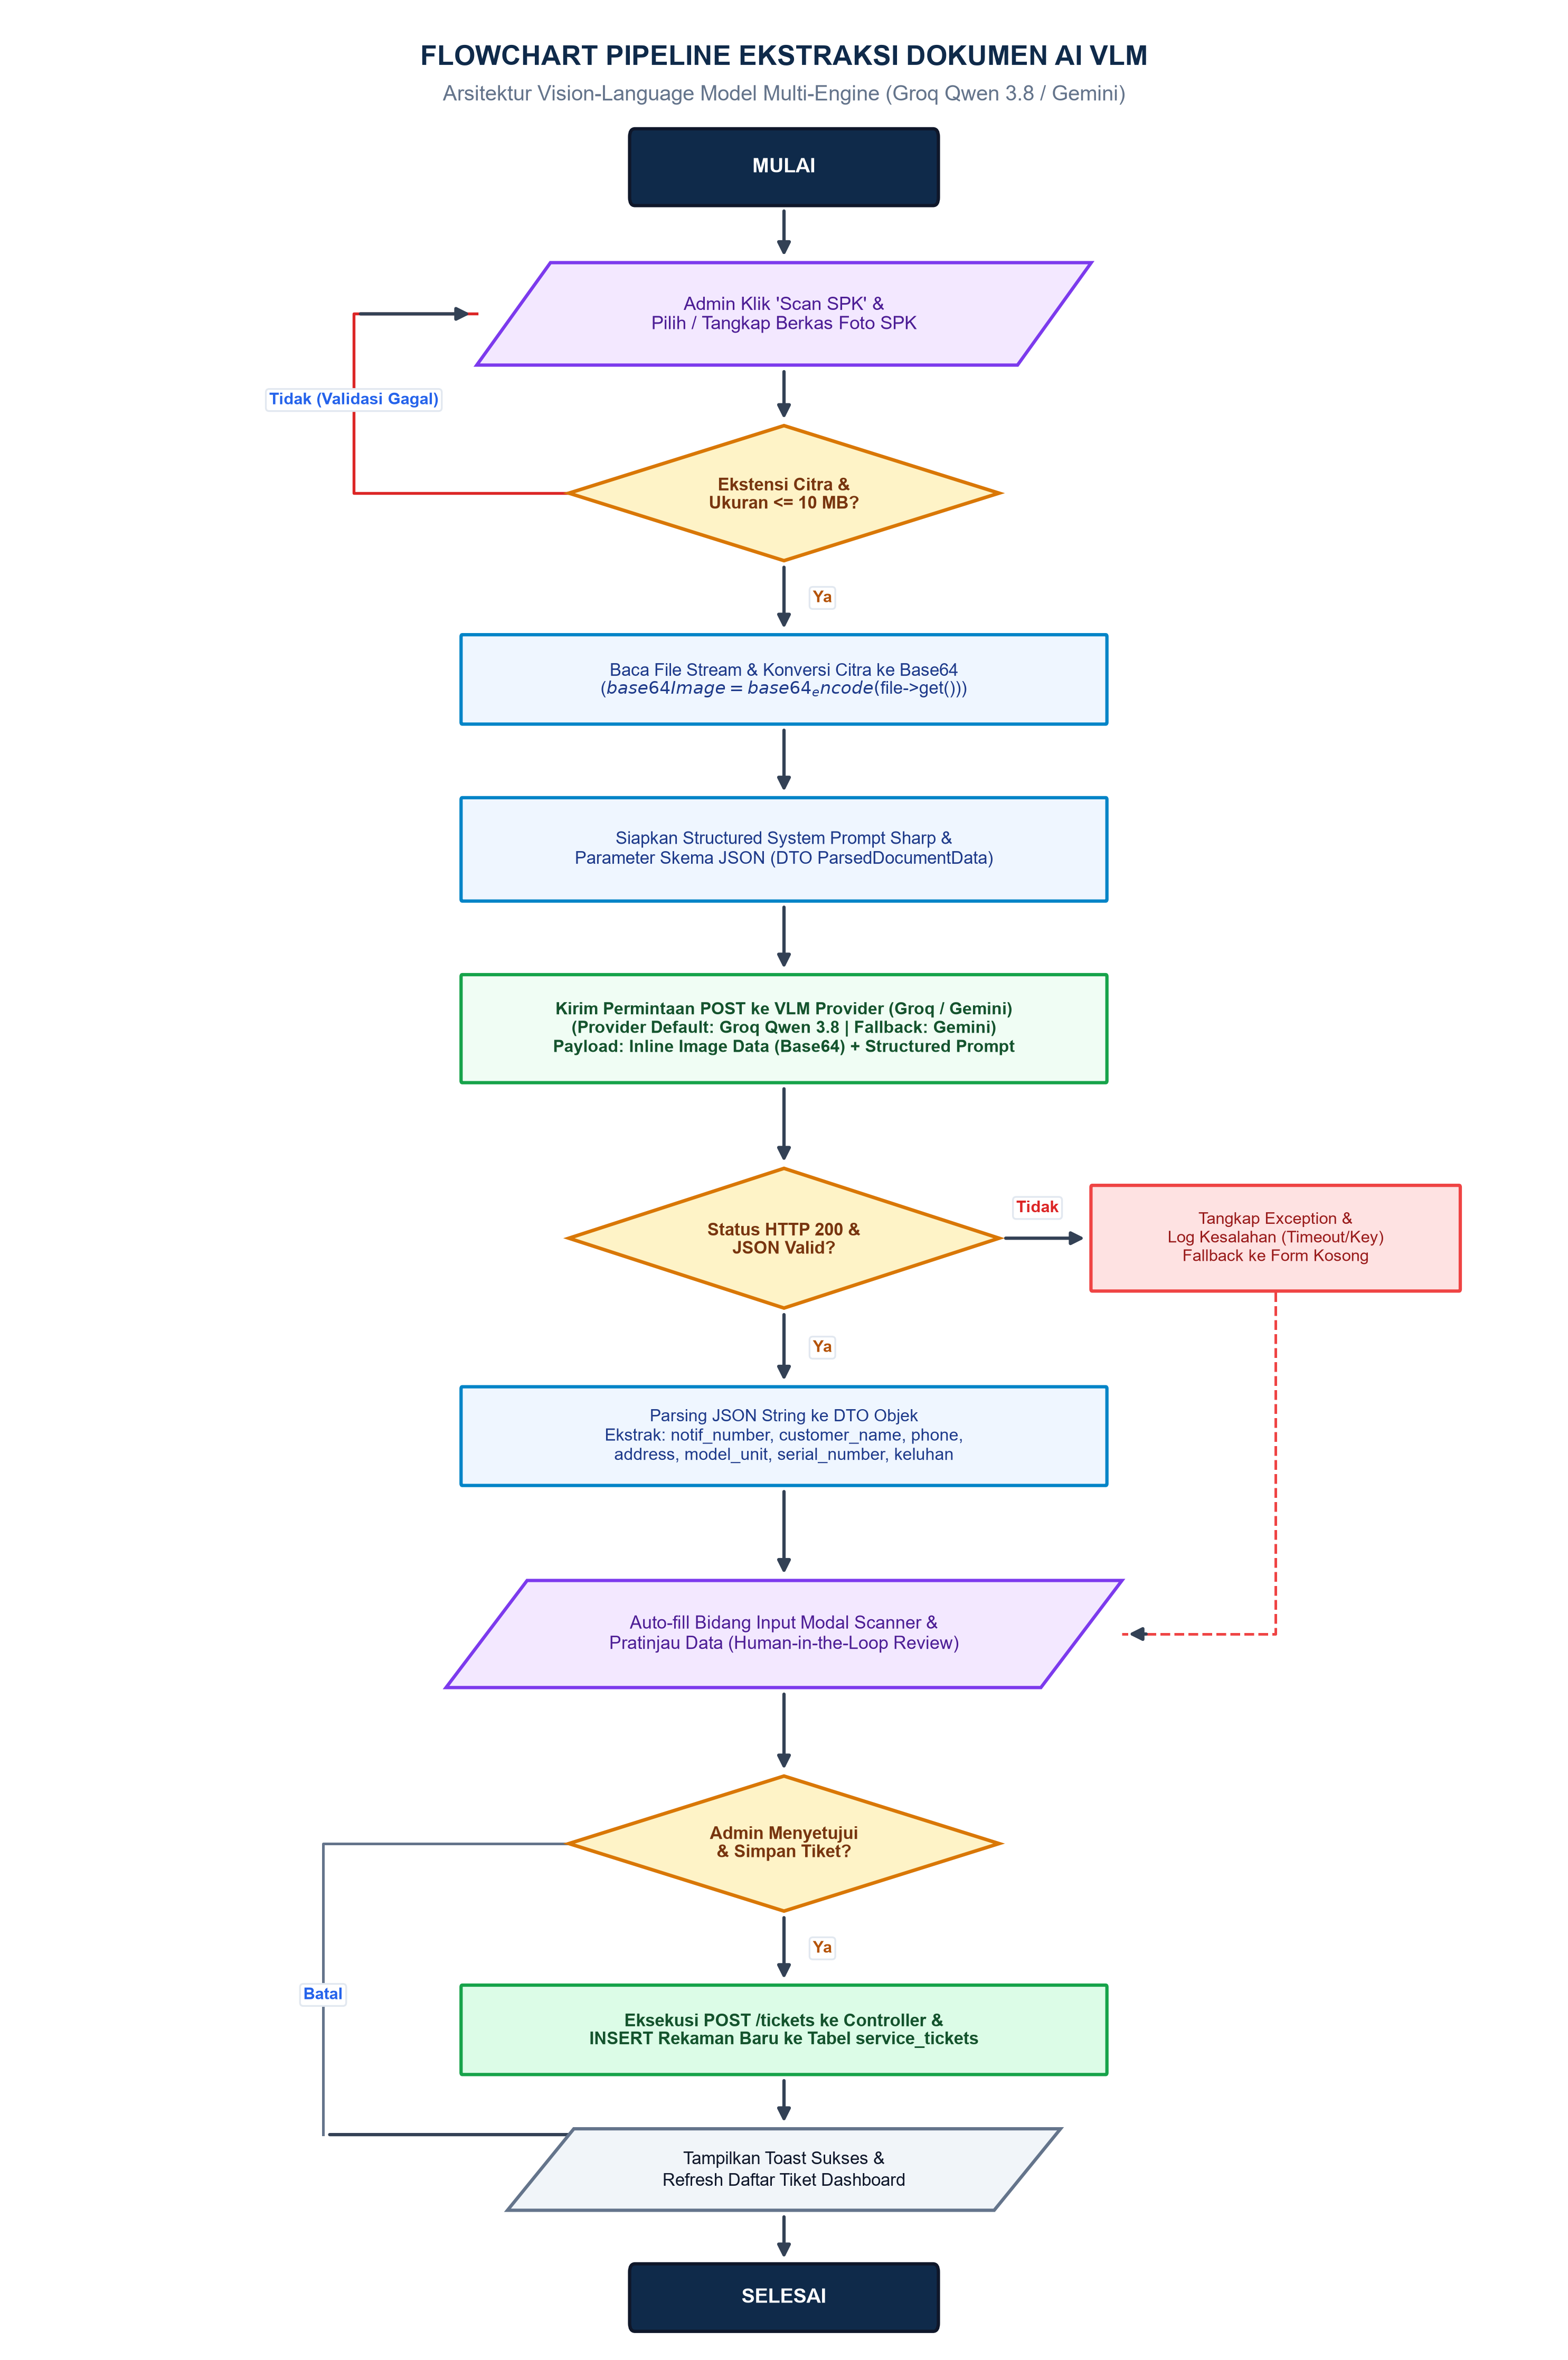 FLOWCHART PIPELINE EKSTRAKSI DOKUMEN AI VLM
Arsitektur Vision-Language Model Multi-Engine (Groq Qwen 3.8 / Gemini)
MULAI
Admin Klik 'Scan SPK' &
Pilih / Tangkap Berkas Foto SPK
Tidak (Validasi Gagal)
Ekstensi Citra &
Ukuran <= 10 MB?
Ya
Baca File Stream & Konversi Citra ke Base64
(base64Image = base64ₑncode(file->get()))
Siapkan Structured System Prompt Sharp &
Parameter Skema JSON (DTO ParsedDocumentData)
Kirim Permintaan POST ke VLM Provider (Groq / Gemini)
(Provider Default: Groq Qwen 3.8 | Fallback: Gemini)
Payload: Inline Image Data (Base64) + Structured Prompt
Status HTTP 200 &
JSON Valid?
Tidak
Tangkap Exception &
Log Kesalahan (Timeout/Key)
Fallback ke Form Kosong
Ya
Parsing JSON String ke DTO Objek
Ekstrak: notif_number, customer_name, phone,
address, model_unit, serial_number, keluhan
Auto-fill Bidang Input Modal Scanner &
Pratinjau Data (Human-in-the-Loop Review)
Admin Menyetujui
& Simpan Tiket?
Ya
Batal
Eksekusi POST /tickets ke Controller &
INSERT Rekaman Baru ke Tabel service_tickets
Tampilkan Toast Sukses &
Refresh Daftar Tiket Dashboard
SELESAI